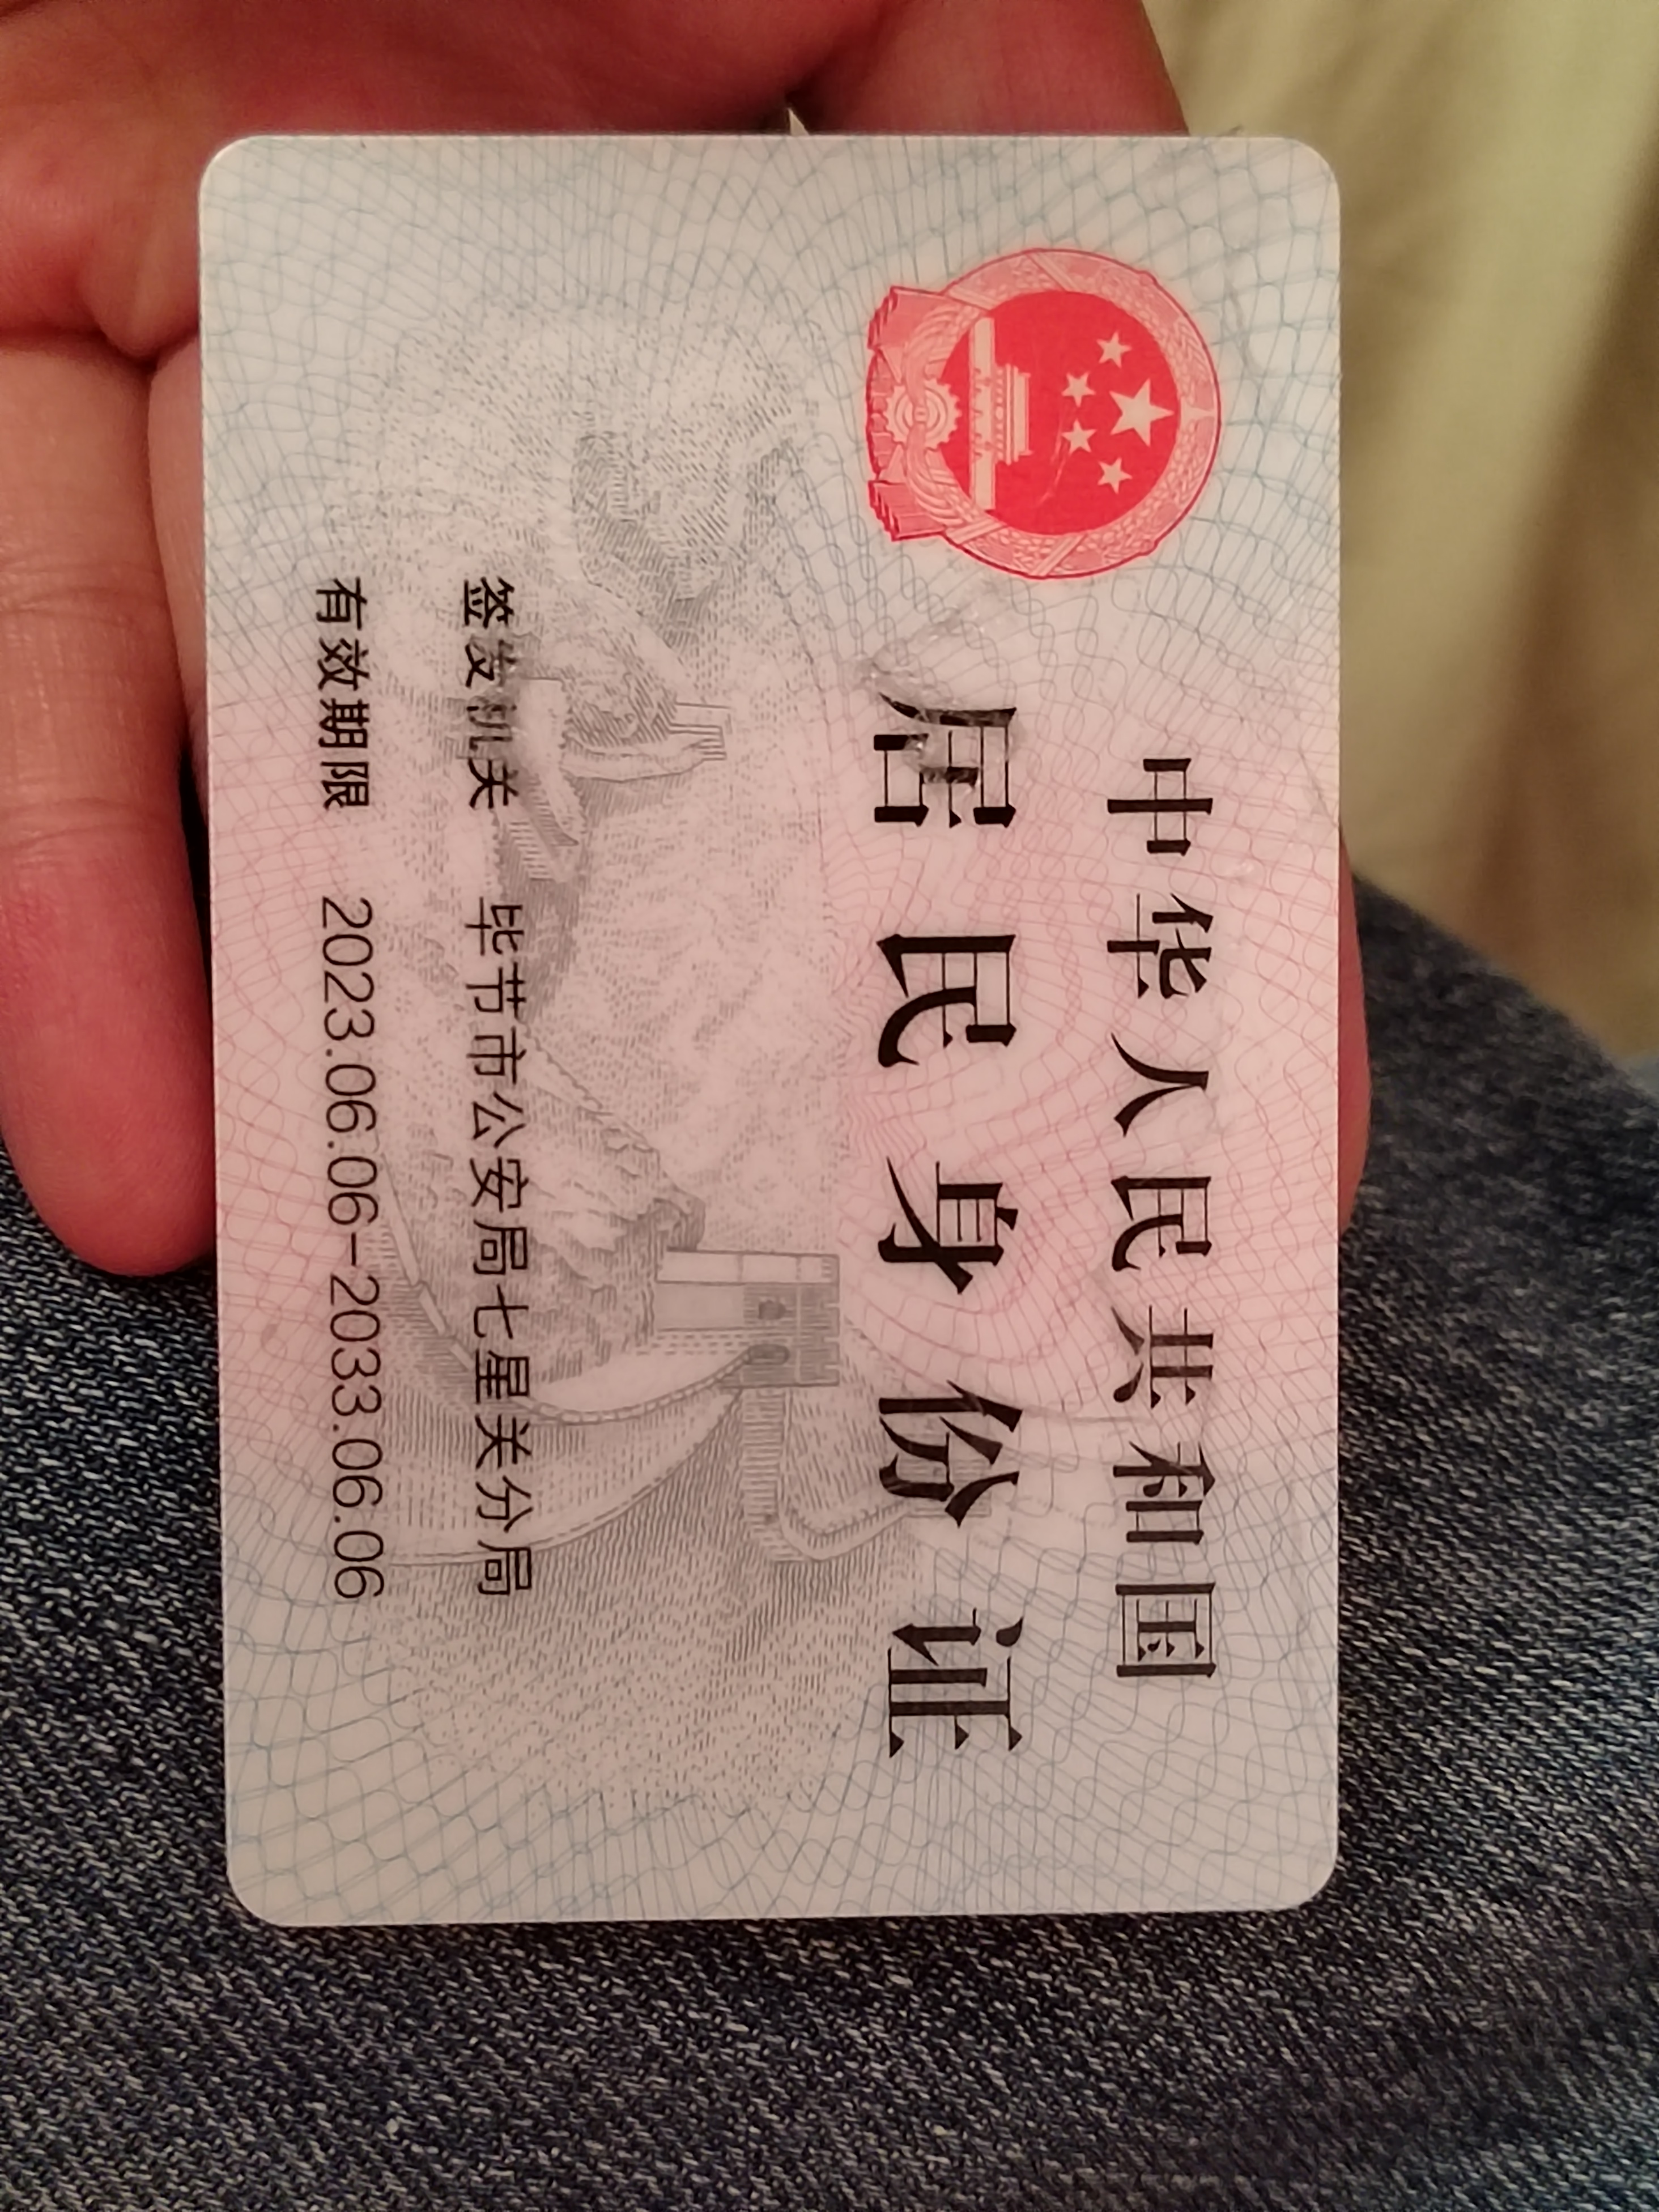 中华人民共和国
居民身份证
签发机关 毕节市公安局七星关分局
有效期限 2023.06.06-2033.06.06